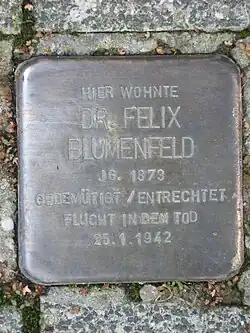 HIER WOHNTE
DR. FELIX
BLUMENFELD
JG. 1873
GEDEMÜTIGT / ENTRECHTET
FLUCHT IN DEN TOD
25.1.1942